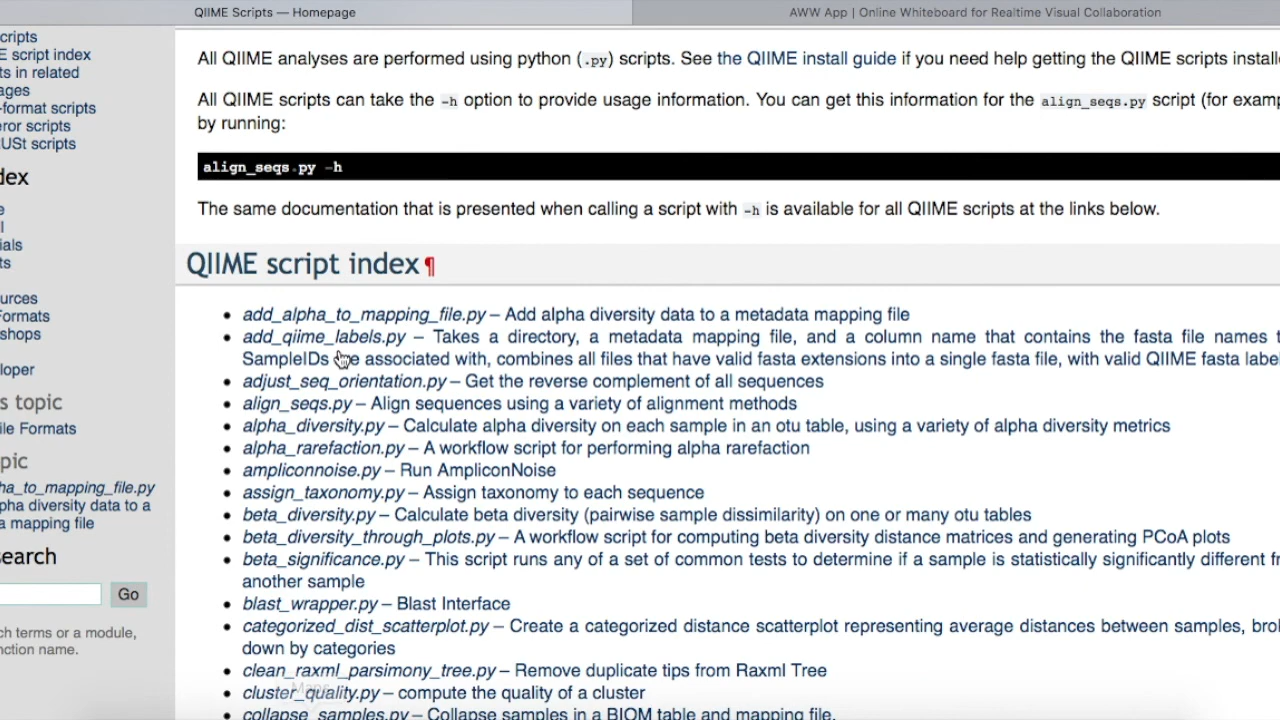 QIIME Scripts — Homepage
AWW App | Online Whiteboard for Realtime Visual Collaboration
cripts
E script index
ts in related
ages
-format scripts
ror scripts
USt scripts
dex
e
l
ials
ts
urces
Formats
shops
loper
s topic
ile Formats
pic
ha_to_mapping_file.py
pha diversity data to a
a mapping file
search
Go
ch terms or a module,
nction name.
All QIIME analyses are performed using python (.py) scripts. See the QIIME install guide if you need help getting the QIIME scripts installe
All QIIME scripts can take the -h option to provide usage information. You can get this information for the align_seqs.py script (for examp
by running:
align_seqs.py -h
The same documentation that is presented when calling a script with -h is available for all QIIME scripts at the links below.
QIIME script index¶
• add_alpha_to_mapping_file.py – Add alpha diversity data to a metadata mapping file
• add_qiime_labels.py – Takes a directory, a metadata mapping file, and a column name that contains the fasta file names t
SampleIDs are associated with, combines all files that have valid fasta extensions into a single fasta file, with valid QIIME fasta label
• adjust_seq_orientation.py – Get the reverse complement of all sequences
• align_seqs.py – Align sequences using a variety of alignment methods
• alpha_diversity.py – Calculate alpha diversity on each sample in an otu table, using a variety of alpha diversity metrics
• alpha_rarefaction.py – A workflow script for performing alpha rarefaction
• ampliconnoise.py – Run AmpliconNoise
• assign_taxonomy.py – Assign taxonomy to each sequence
• beta_diversity.py – Calculate beta diversity (pairwise sample dissimilarity) on one or many otu tables
• beta_diversity_through_plots.py – A workflow script for computing beta diversity distance matrices and generating PCoA plots
• beta_significance.py – This script runs any of a set of common tests to determine if a sample is statistically significantly different fr
another sample
• blast_wrapper.py – Blast Interface
• categorized_dist_scatterplot.py – Create a categorized distance scatterplot representing average distances between samples, brok
down by categories
• clean_raxml_parsimony_tree.py – Remove duplicate tips from Raxml Tree
Maps
• cluster_quality.py – compute the quality of a cluster
• collapse_samples.py – Collapse samples in a BIOM table and mapping file.